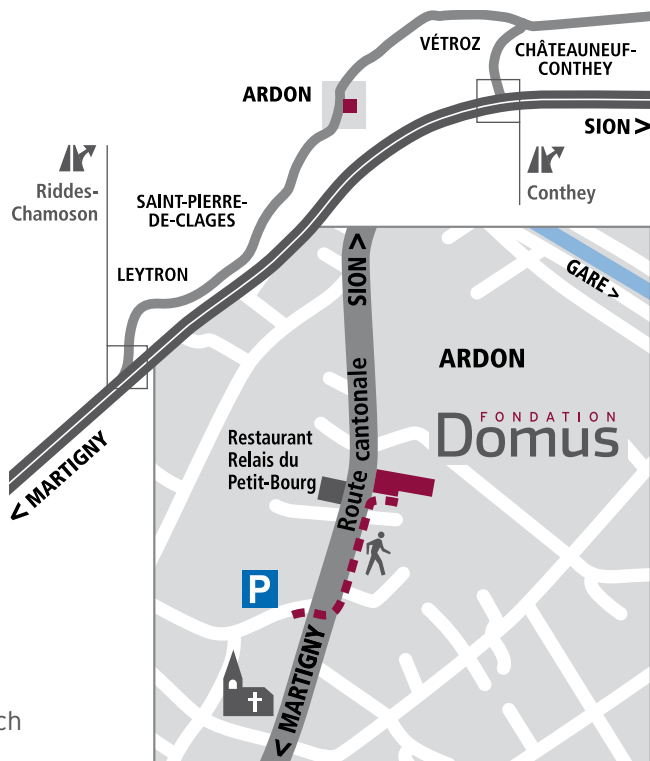 VÉTROZ
CHÂTEAUNEUF-
CONTHEY
ARDON
SION >
Riddes-
Chamoson
Conthey
SAINT-PIERRE-
DE-CLAGES
LEYTRON
< MARTIGNY
SION >
GARE >
ARDON
FONDATION
Domus
Route cantonale
Restaurant
Relais du
Petit-Bourg
P
< MARTIGNY
ch